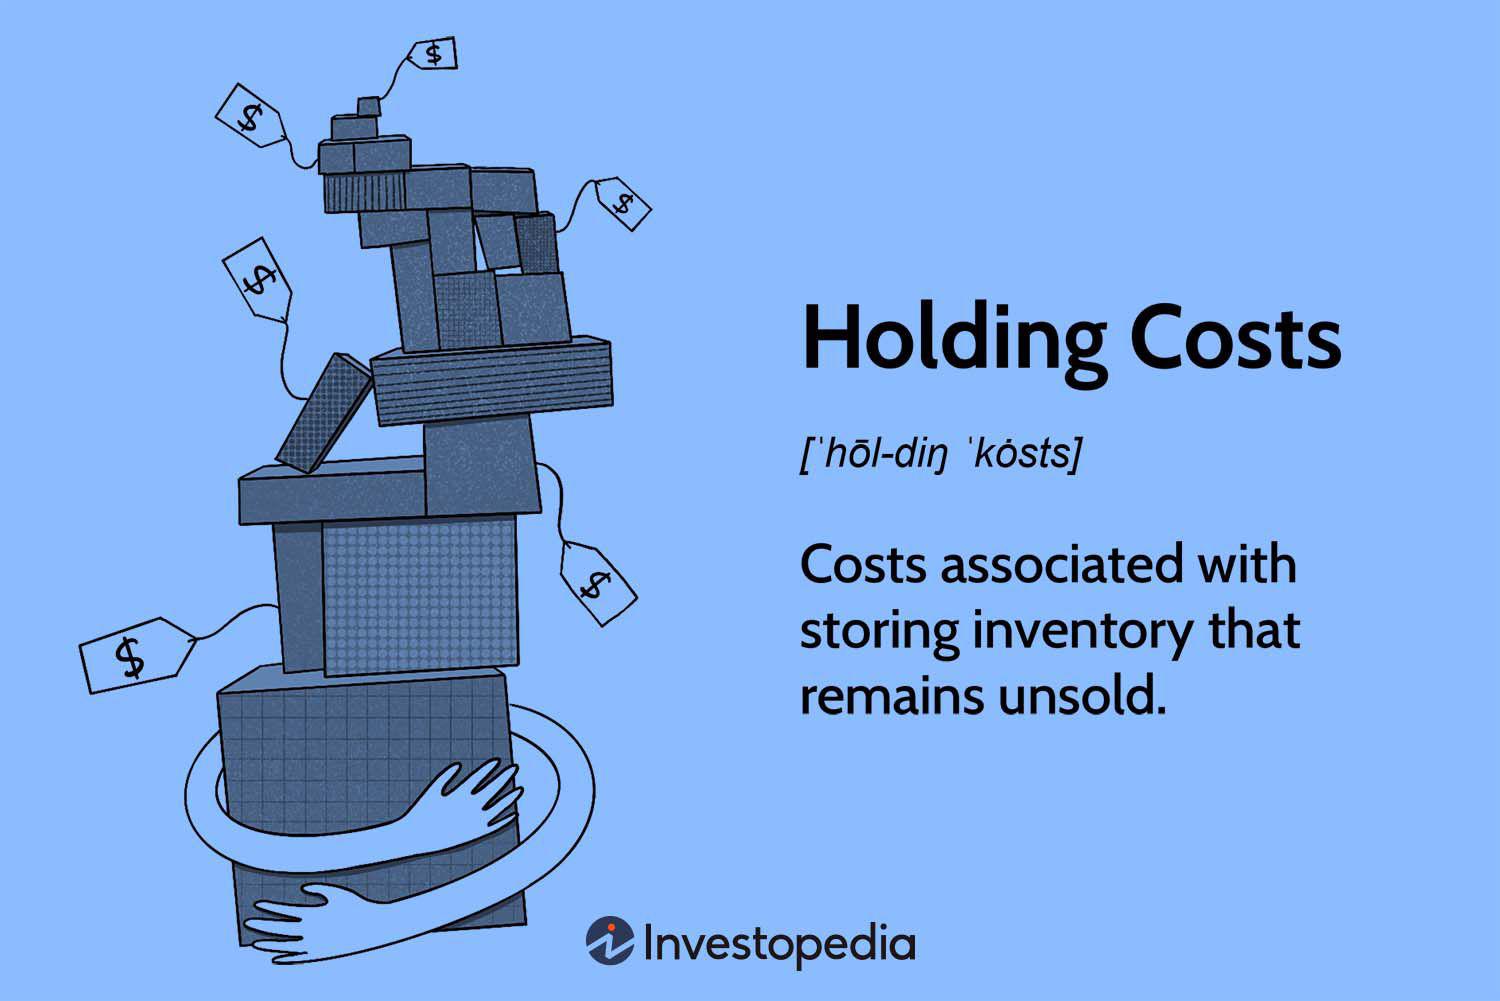 $
$
$
$
$
$
Holding Costs
[ˈhōl-diŋ ˈkȯsts]
Costs associated with
storing inventory that
remains unsold.
Investopedia